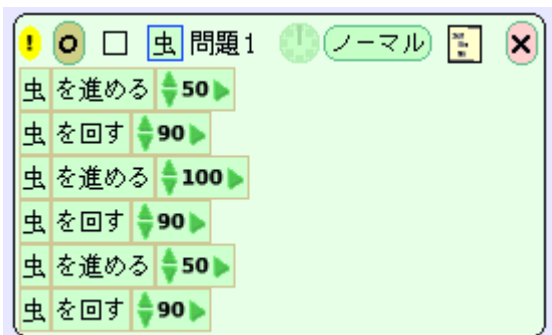 ! o 虫 問題1 ノーマル ×
虫 を進める 50
虫 を回す 90
虫 を進める 100
虫 を回す 90
虫 を進める 50
虫 を回す 90